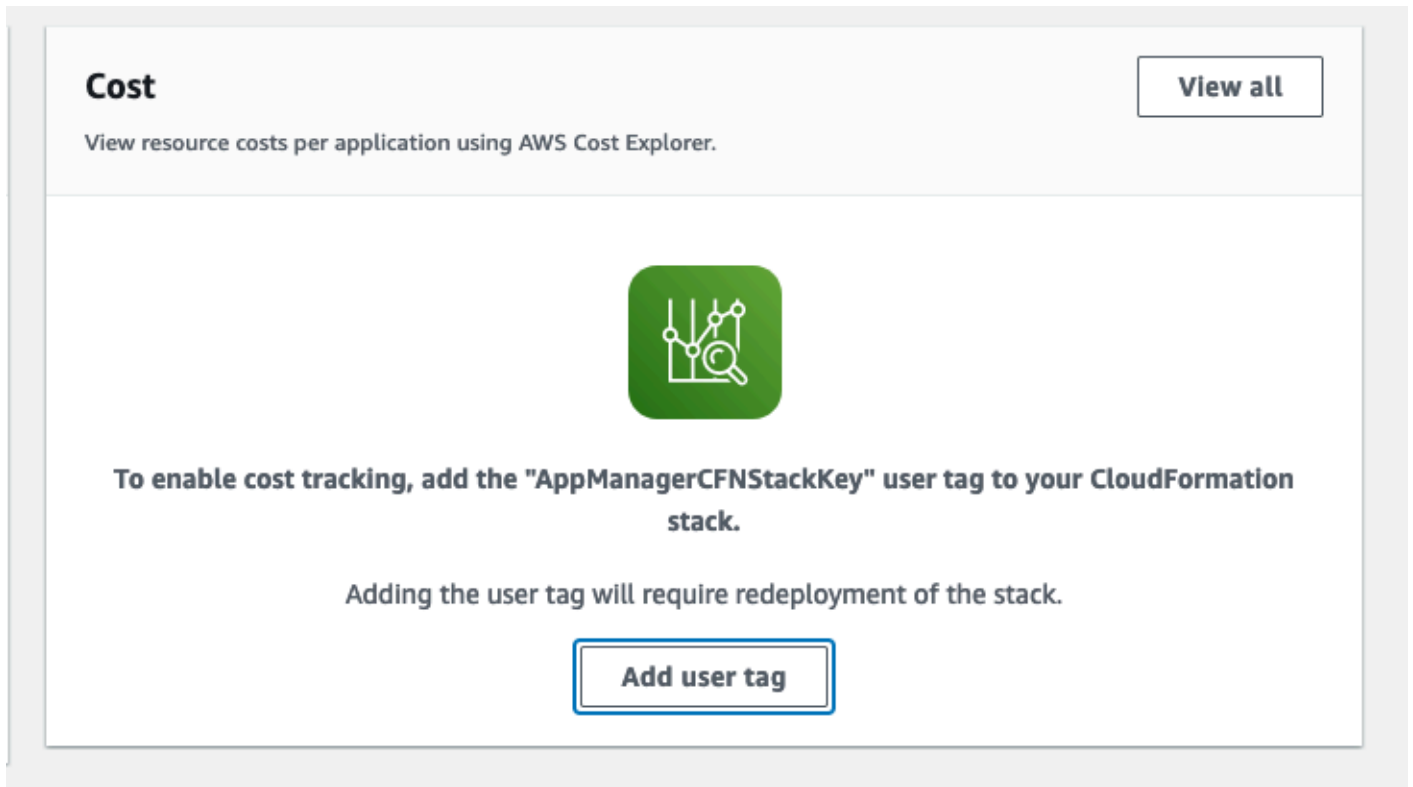 Cost
View all
View resource costs per application using AWS Cost Explorer.
To enable cost tracking, add the "AppManagerCFNStackKey" user tag to your CloudFormation
stack.
Adding the user tag will require redeployment of the stack.
Add user tag